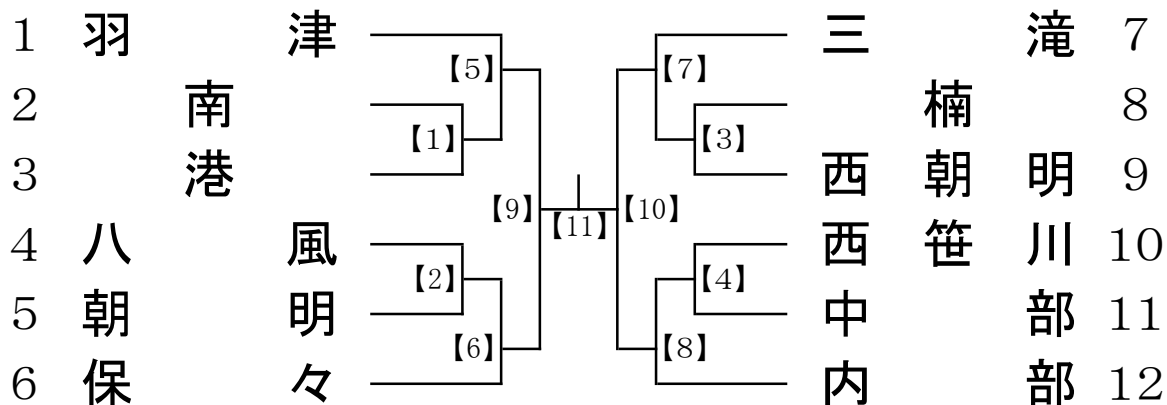 1 羽津 三滝 7
【5】 【7】
2 南 楠 8
【1】 【3】
3 港 西朝明 9
【9】 【11】 【10】
4 八風 西笹川 10
【2】 【4】
5 朝明 中部 11
【6】 【8】
6 保々 内部 12